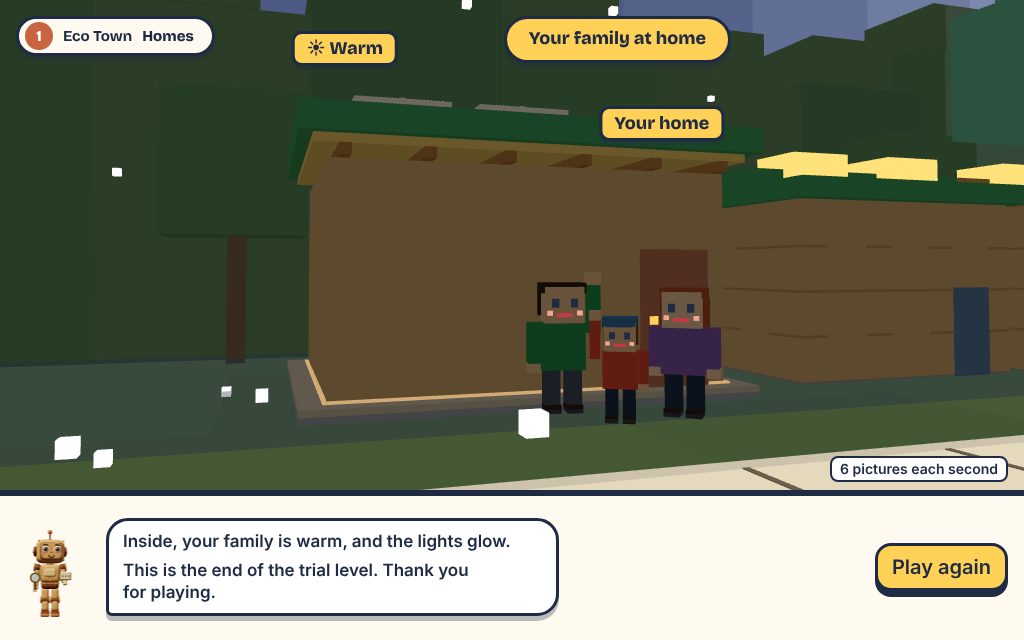 1 Eco Town Homes
☀ Warm
Your family at home
Your home
6 pictures each second
Inside, your family is warm, and the lights glow.
This is the end of the trial level. Thank you
for playing.
Play again